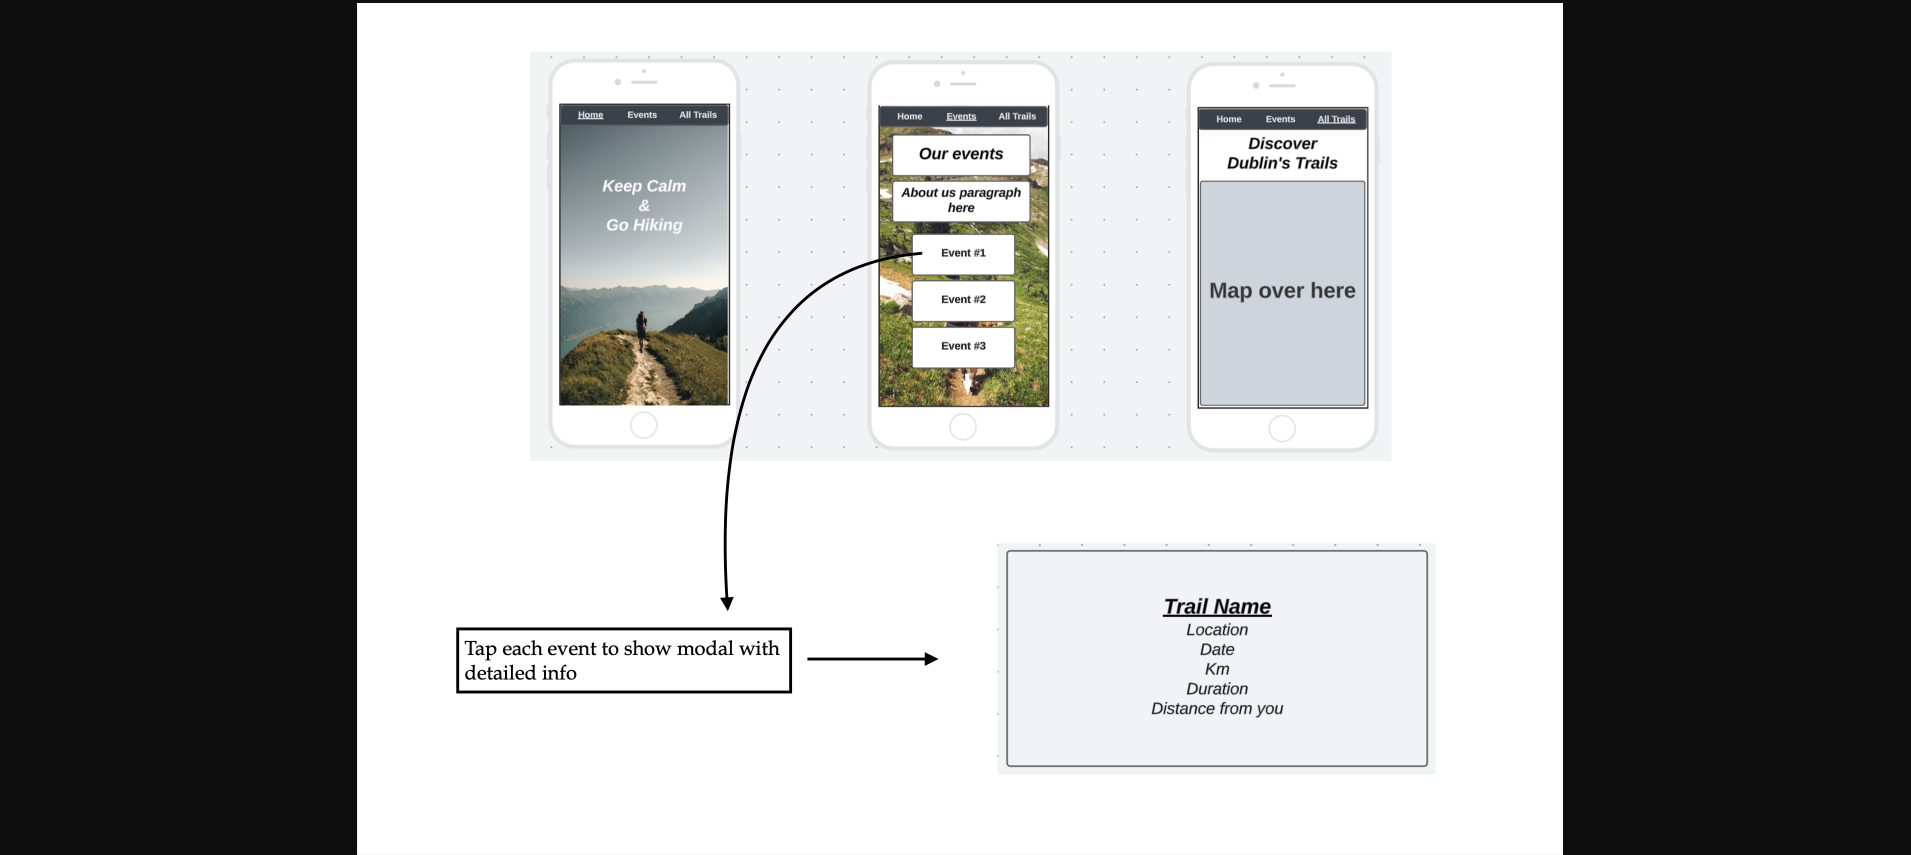 Home Events All Trails
Keep Calm
&
Go Hiking
Home Events All Trails
Our events
About us paragraph
here
Event #1
Event #2
Event #3
Home Events All Trails
Discover
Dublin's Trails
Map over here
Tap each event to show modal with
detailed info
Trail Name
Location
Date
Km
Duration
Distance from you